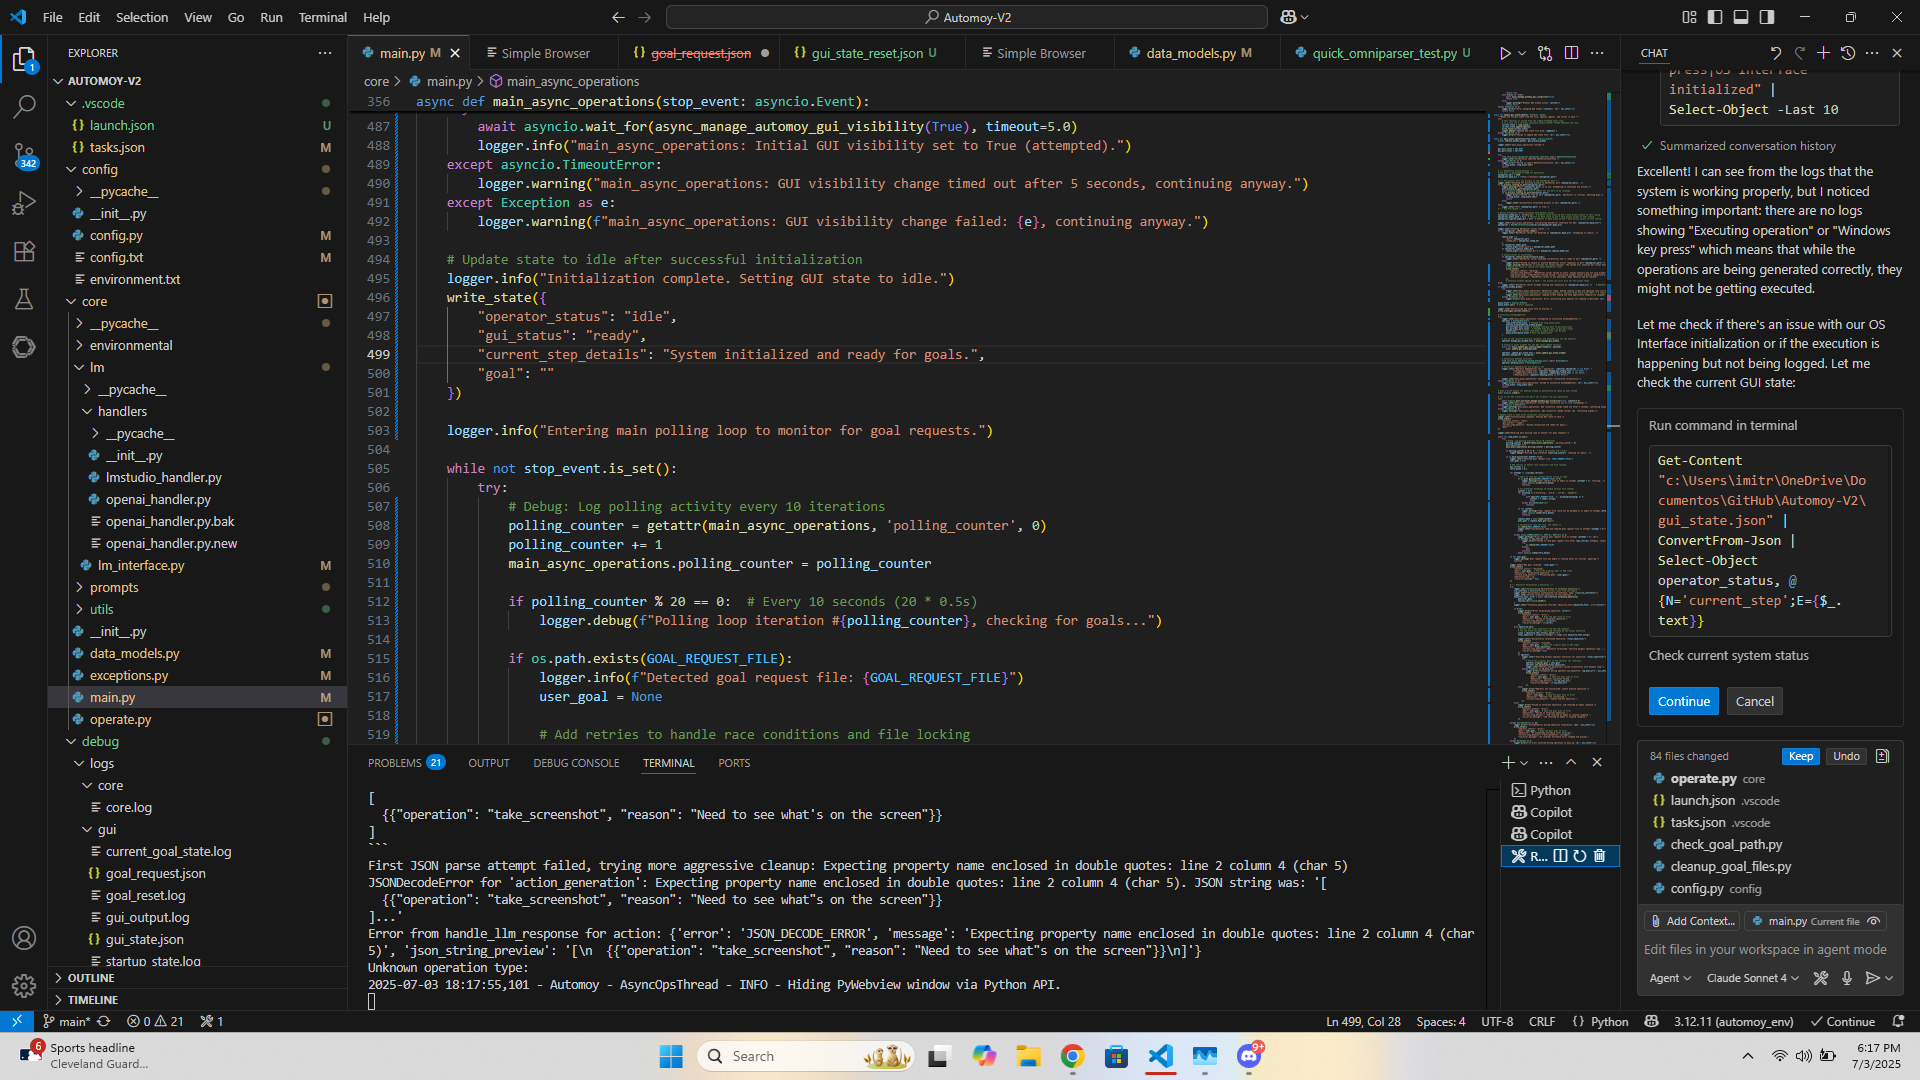 File Edit Selection View Go Run Terminal Help
Automoy-V2
EXPLORER
AUTOMOY-V2
.vscode
launch.json U
tasks.json M
config
__pycache__
__init__.py
config.py M
config.txt M
environment.txt
core
__pycache__
environmental
lm
__pycache__
handlers
__pycache__
__init__.py
lmstudio_handler.py
openai_handler.py
openai_handler.py.bak
openai_handler.py.new
lm_interface.py M
prompts
utils
__init__.py
data_models.py M
exceptions.py M
main.py M
operate.py
debug
logs
core
core.log
gui
current_goal_state.log
goal_request.json
goal_reset.log
gui_output.log
gui_state.json
startup_state.log
OUTLINE
TIMELINE
1
342
main.py M
Simple Browser
goal_request.json
gui_state_reset.json U
Simple Browser
data_models.py M
quick_omniparser_test.py U
core > main.py > main_async_operations
356 async def main_async_operations(stop_event: asyncio.Event):
487 await asyncio.wait_for(async_manage_automoy_gui_visibility(True), timeout=5.0)
488 logger.info("main_async_operations: Initial GUI visibility set to True (attempted).")
489 except asyncio.TimeoutError:
490 logger.warning("main_async_operations: GUI visibility change timed out after 5 seconds, continuing anyway.")
491 except Exception as e:
492 logger.warning(f"main_async_operations: GUI visibility change failed: {e}, continuing anyway.")
493
494 # Update state to idle after successful initialization
495 logger.info("Initialization complete. Setting GUI state to idle.")
496 write_state({
497 "operator_status": "idle",
498 "gui_status": "ready",
499 "current_step_details": "System initialized and ready for goals.",
500 "goal": ""
501 })
502
503 logger.info("Entering main polling loop to monitor for goal requests.")
504
505 while not stop_event.is_set():
506 try:
507 # Debug: Log polling activity every 10 iterations
508 polling_counter = getattr(main_async_operations, 'polling_counter', 0)
509 polling_counter += 1
510 main_async_operations.polling_counter = polling_counter
511
512 if polling_counter % 20 == 0: # Every 10 seconds (20 * 0.5s)
513 logger.debug(f"Polling loop iteration #{polling_counter}, checking for goals...")
514
515 if os.path.exists(GOAL_REQUEST_FILE):
516 logger.info(f"Detected goal request file: {GOAL_REQUEST_FILE}")
517 user_goal = None
518
519 # Add retries to handle race conditions and file locking
PROBLEMS 21 OUTPUT DEBUG CONSOLE TERMINAL PORTS
[
{{"operation": "take_screenshot", "reason": "Need to see what's on the screen"}}
]
```
First JSON parse attempt failed, trying more aggressive cleanup: Expecting property name enclosed in double quotes: line 2 column 4 (char 5)
JSONDecodeError for 'action_generation': Expecting property name enclosed in double quotes: line 2 column 4 (char 5). JSON string was: '[
{{"operation": "take_screenshot", "reason": "Need to see what"s on the screen"}}
]...'
Error from handle_llm_response for action: {'error': 'JSON_DECODE_ERROR', 'message': 'Expecting property name enclosed in double quotes: line 2 column 4 (char
5)', 'json_string_preview': '[\n {{"operation": "take_screenshot", "reason": "Need to see what"s on the screen"}}\n]'}
Unknown operation type:
2025-07-03 18:17:55,101 - Automoy - AsyncOpsThread - INFO - Hiding PyWebview window via Python API.
Python
Copilot
Copilot
R...
CHAT
press|OS Interface
initialized" |
Select-Object -Last 10
Summarized conversation history
Excellent! I can see from the logs that the
system is working properly, but I noticed
something important: there are no logs
showing "Executing operation" or "Windows
key press" which means that while the
operations are being generated correctly, they
might not be getting executed.
Let me check if there's an issue with our OS
Interface initialization or if the execution is
happening but not being logged. Let me
check the current GUI state:
Run command in terminal
Get-Content
"c:\Users\imitr\OneDrive\Do
cumentos\GitHub\Automoy-V2\
gui_state.json" |
ConvertFrom-Json |
Select-Object
operator_status, @
{N='current_step';E={$_.
text}}
Check current system status
Continue Cancel
84 files changed Keep Undo
operate.py core
launch.json .vscode
tasks.json .vscode
check_goal_path.py
cleanup_goal_files.py
config.py config
Add Context... main.py Current file
Edit files in your workspace in agent mode
Agent Claude Sonnet 4
main* 0 21 1
Ln 499, Col 28 Spaces: 4 UTF-8 CRLF {} Python 3.12.11 (automoy_env) Continue
6
Sports headline
Cleveland Guard...
Search
9+
6:17 PM
7/3/2025